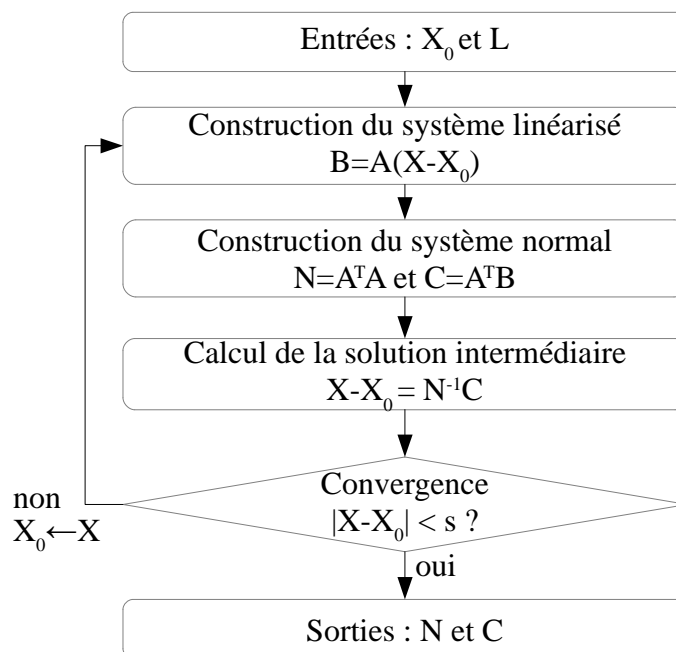 Entrées : X₀ et L
Construction du système linéarisé
B=A(X-X₀)
Construction du système normal
N=AᵀA et C=AᵀB
Calcul de la solution intermédiaire
X-X₀ = N⁻¹C
Convergence
|X-X₀| < s ?
non
X₀←X
oui
Sorties : N et C